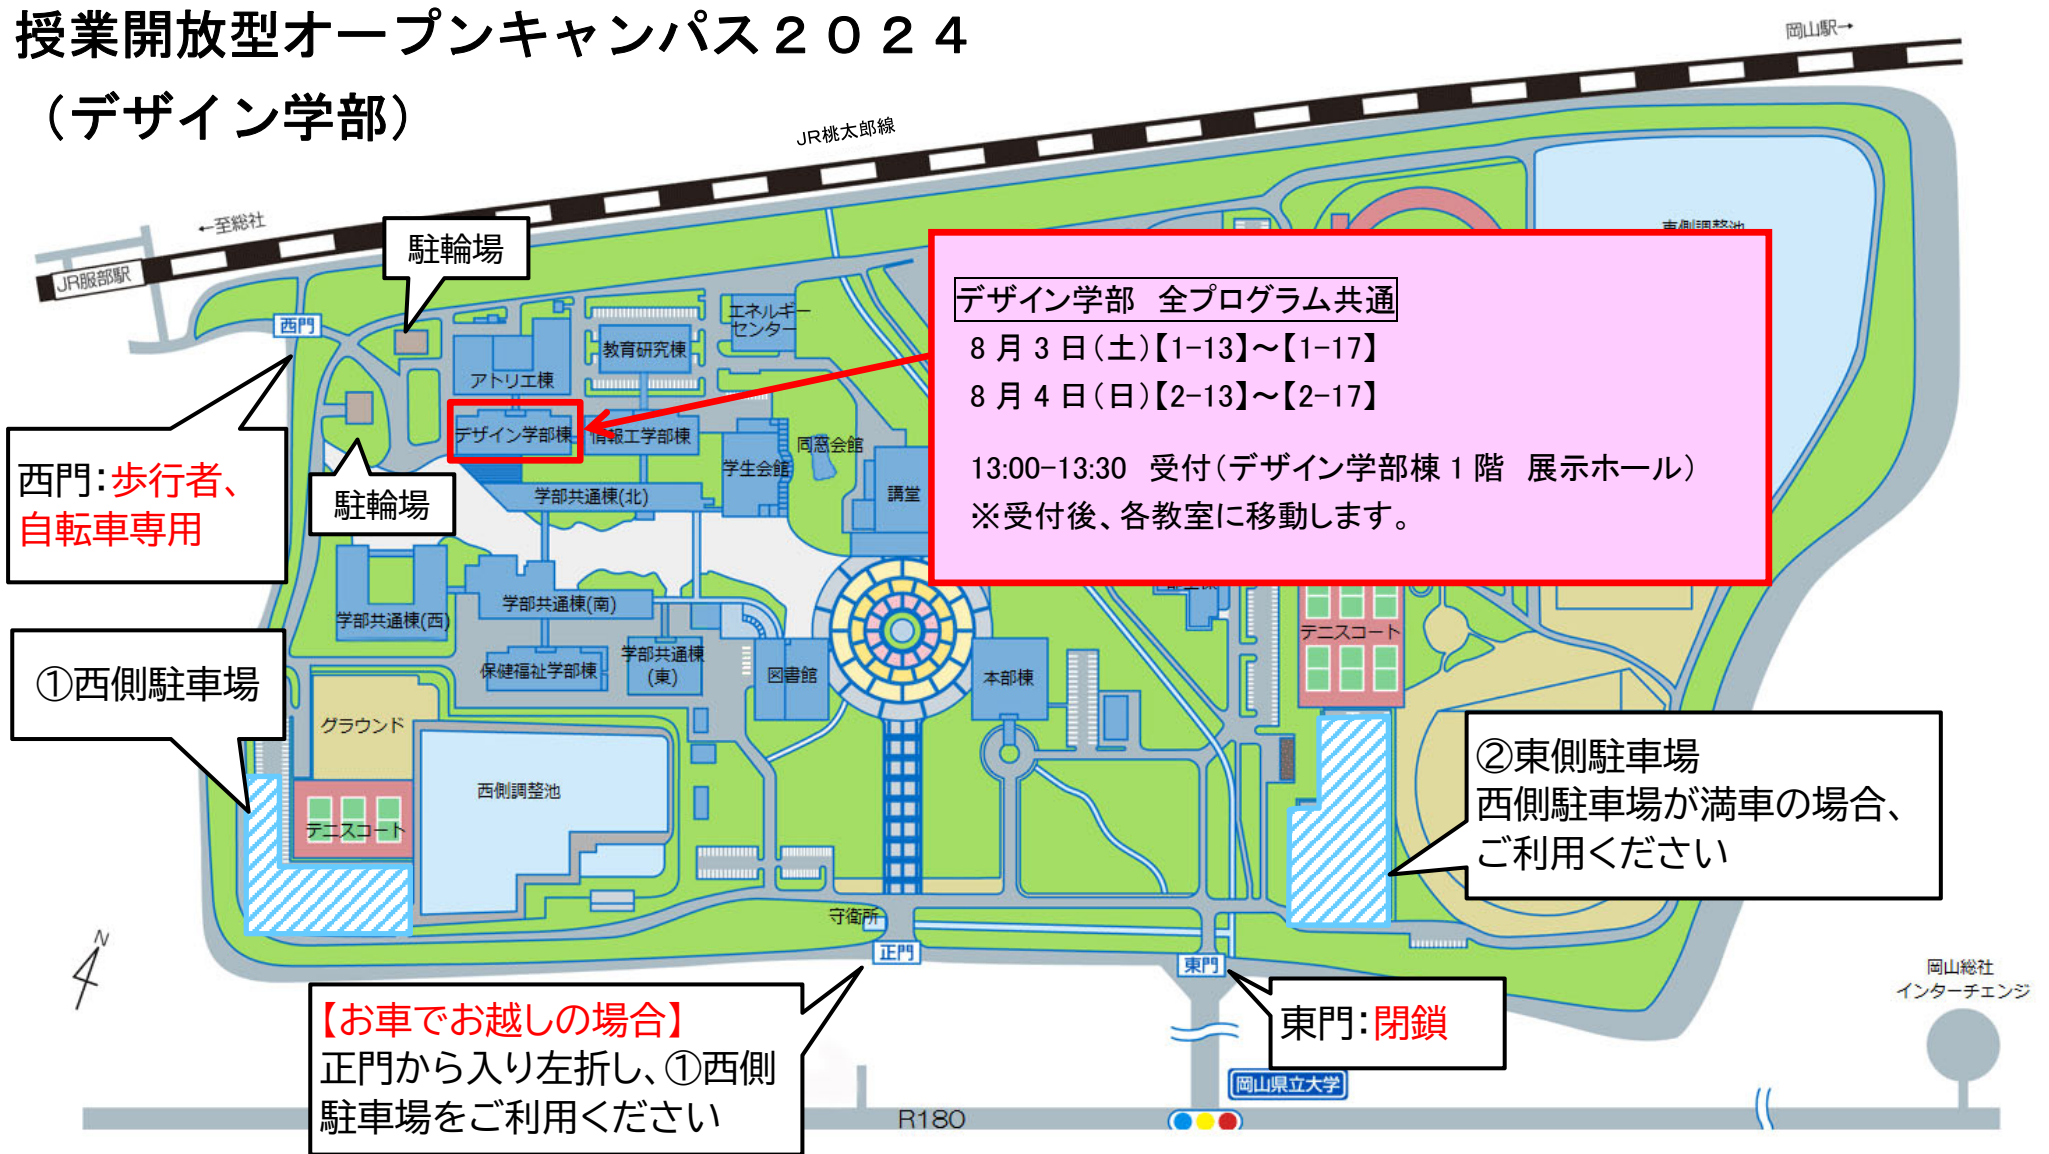 授業開放型オープンキャンパス２０２４
（デザイン学部）
岡山駅→
JR桃太郎線
←至総社
JR服部駅
駐輪場
西門
エネルギー
センター
教育研究棟
アトリエ棟
デザイン学部棟
情報工学部棟
同窓会館
学生会館
講堂
学部共通棟(北)
東側調整池
デザイン学部　全プログラム共通
8月3日（土）【1-13】～【1-17】
8月4日（日）【2-13】～【2-17】
13:00-13:30　受付（デザイン学部棟1階　展示ホール）
※受付後、各教室に移動します。
西門：歩行者、
自転車専用
駐輪場
学部共通棟(西)
学部共通棟(南)
保健福祉学部棟
学部共通棟
(東)
図書館
本部棟
テニスコート
①西側駐車場
グラウンド
西側調整池
テニスコート
②東側駐車場
西側駐車場が満車の場合、
ご利用ください
守衛所
正門
東門
N
【お車でお越しの場合】
正門から入り左折し、①西側
駐車場をご利用ください
東門：閉鎖
岡山総社
インターチェンジ
岡山県立大学
R180